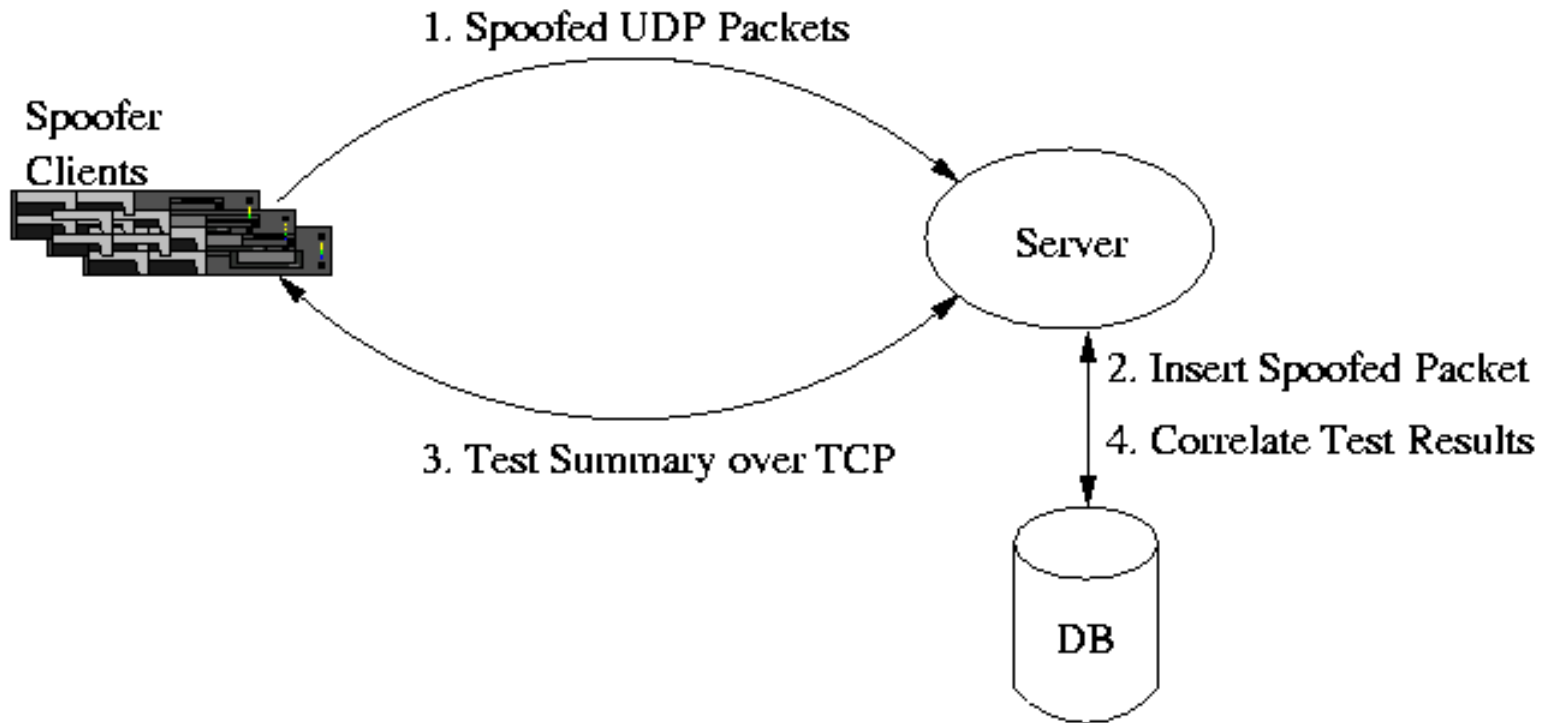 1. Spoofed UDP Packets
Spoofer
Clients
Server
2. Insert Spoofed Packet
4. Correlate Test Results
3. Test Summary over TCP
DB